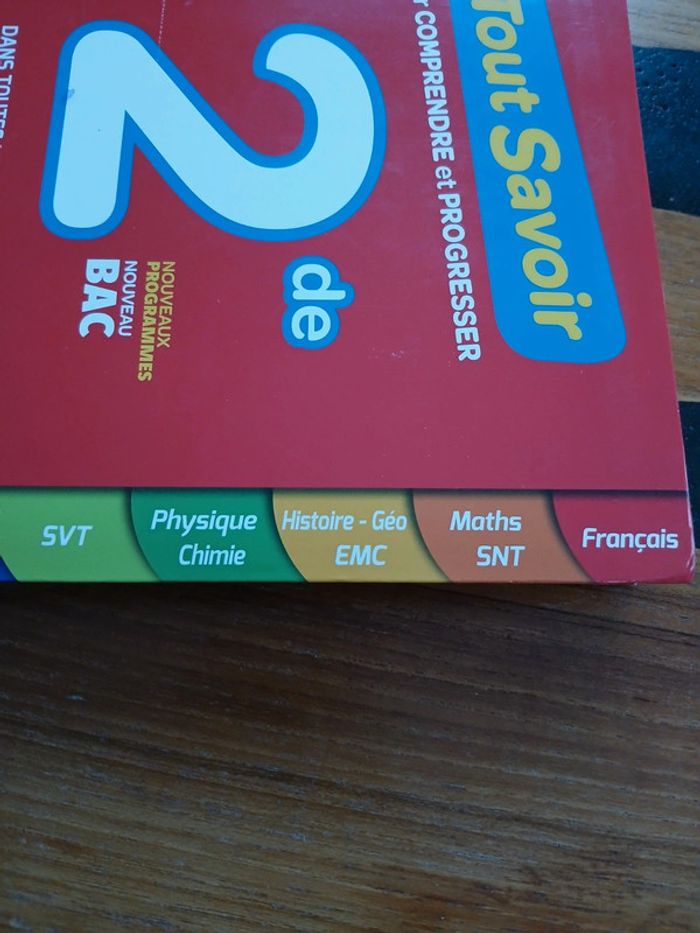 Tout Savoir
COMPRENDRE et PROGRESSER
2
de
NOUVEAUX
PROGRAMMES
NOUVEAU
BAC
DANS
Français
Maths
SNT
Histoire - Géo
EMC
Physique
Chimie
SVT